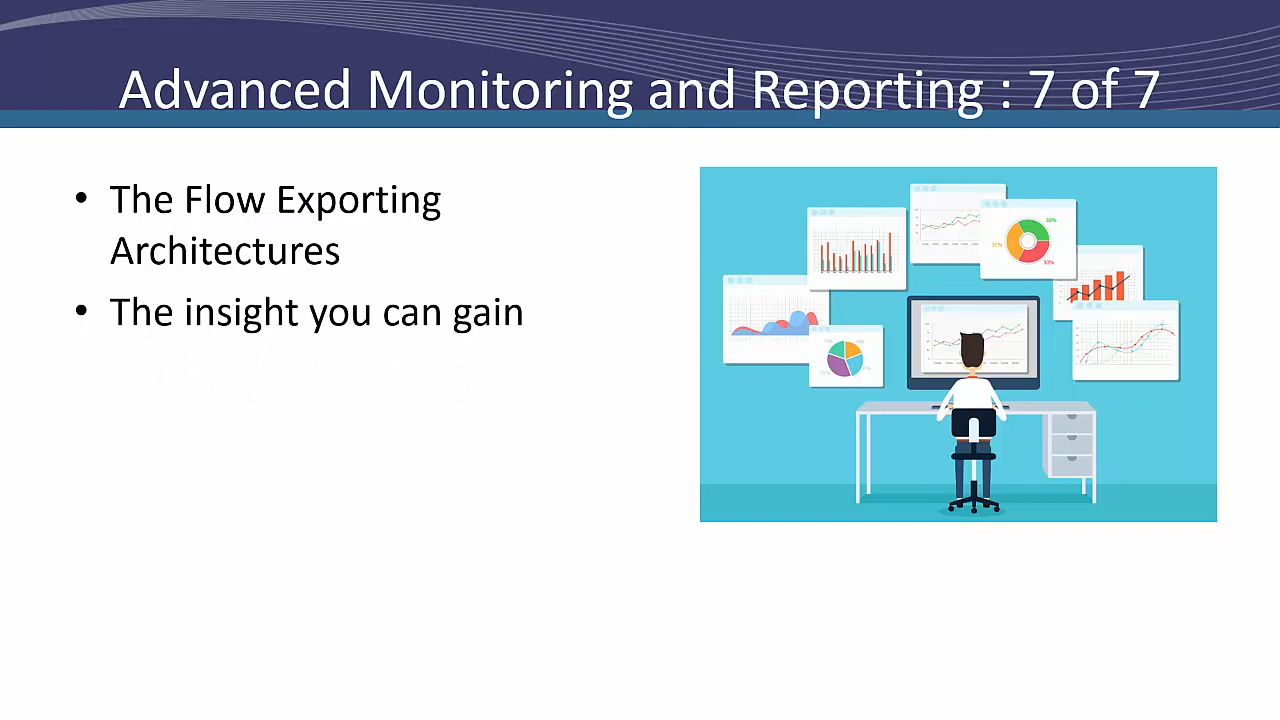 Advanced Monitoring and Reporting : 7 of 7
• The Flow Exporting
Architectures
• The insight you can gain